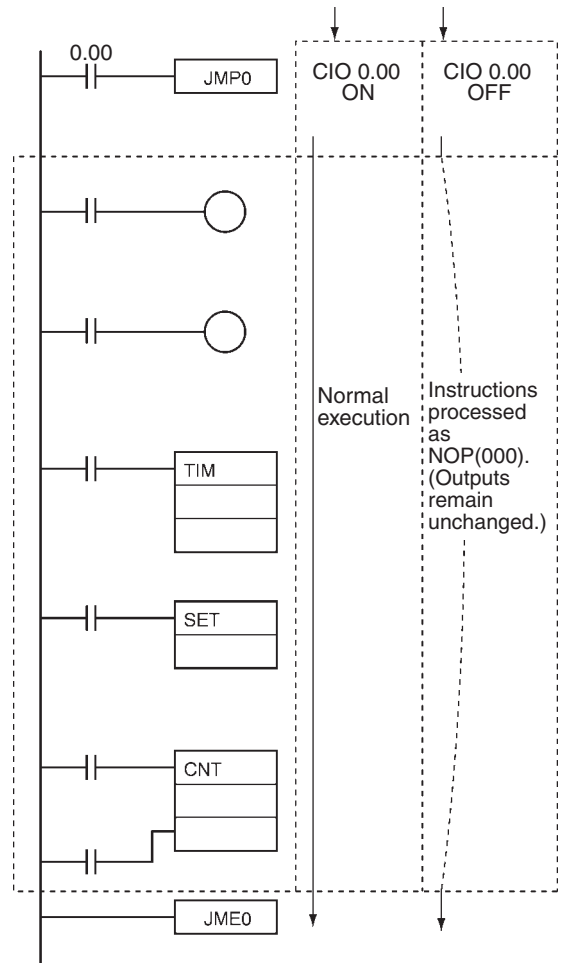 0.00
JMP0
CIO 0.00
ON
CIO 0.00
OFF
Normal
execution
Instructions
processed
as
NOP(000).
(Outputs
remain
unchanged.)
TIM
SET
CNT
JME0